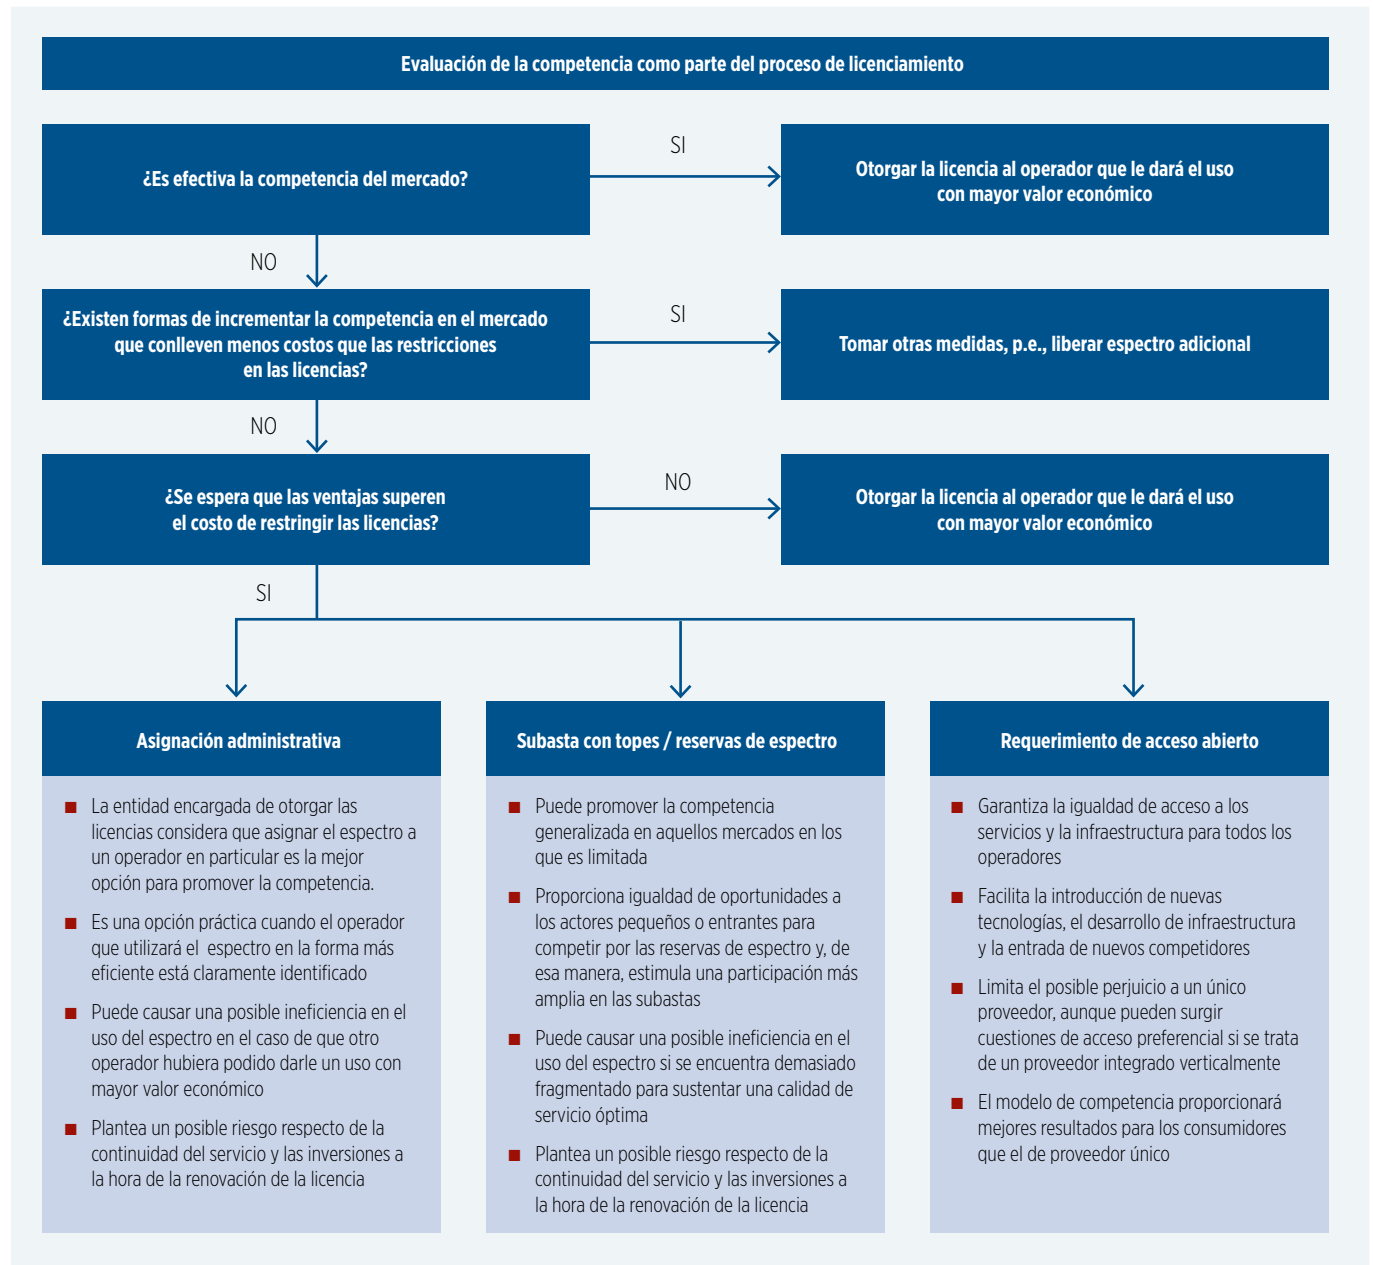 Evaluación de la competencia como parte del proceso de licenciamiento
¿Es efectiva la competencia del mercado?
SI
Otorgar la licencia al operador que le dará el uso
con mayor valor económico
NO
¿Existen formas de incrementar la competencia en el mercado
que conlleven menos costos que las restricciones
en las licencias?
SI
Tomar otras medidas, p.e., liberar espectro adicional
NO
¿Se espera que las ventajas superen
el costo de restringir las licencias?
NO
Otorgar la licencia al operador que le dará el uso
con mayor valor económico
SI
Asignación administrativa
La entidad encargada de otorgar las
licencias considera que asignar el espectro a
un operador en particular es la mejor
opción para promover la competencia.
Es una opción práctica cuando el operador
que utilizará el espectro en la forma más
eficiente está claramente identificado
Puede causar una posible ineficiencia en el
uso del espectro en el caso de que otro
operador hubiera podido darle un uso con
mayor valor económico
Plantea un posible riesgo respecto de la
continuidad del servicio y las inversiones a
la hora de la renovación de la licencia
Subasta con topes / reservas de espectro
Puede promover la competencia
generalizada en aquellos mercados en los
que es limitada
Proporciona igualdad de oportunidades a
los actores pequeños o entrantes para
competir por las reservas de espectro y, de
esa manera, estimula una participación más
amplia en las subastas
Puede causar una posible ineficiencia en el
uso del espectro si se encuentra demasiado
fragmentado para sustentar una calidad de
servicio óptima
Plantea un posible riesgo respecto de la
continuidad del servicio y las inversiones a
la hora de la renovación de la licencia
Requerimiento de acceso abierto
Garantiza la igualdad de acceso a los
servicios y la infraestructura para todos los
operadores
Facilita la introducción de nuevas
tecnologías, el desarrollo de infraestructura
y la entrada de nuevos competidores
Limita el posible perjuicio a un único
proveedor, aunque pueden surgir
cuestiones de acceso preferencial si se trata
de un proveedor integrado verticalmente
El modelo de competencia proporcionará
mejores resultados para los consumidores
que el de proveedor único